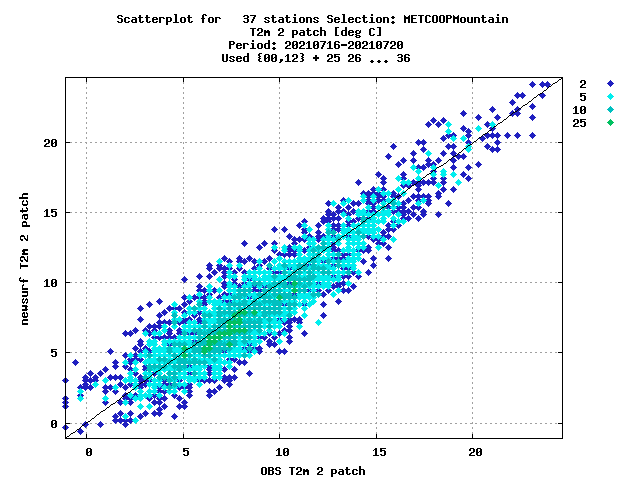 Scatterplot for   37 stations Selection: METCOOPMountain
T2m 2 patch [deg C]
Period: 20210716-20210720
Used {00,12} + 25 26 ... 36
2
5
10
25
20
15
10
5
0
newsurf T2m 2 patch
0 5 10 15 20
OBS T2m 2 patch